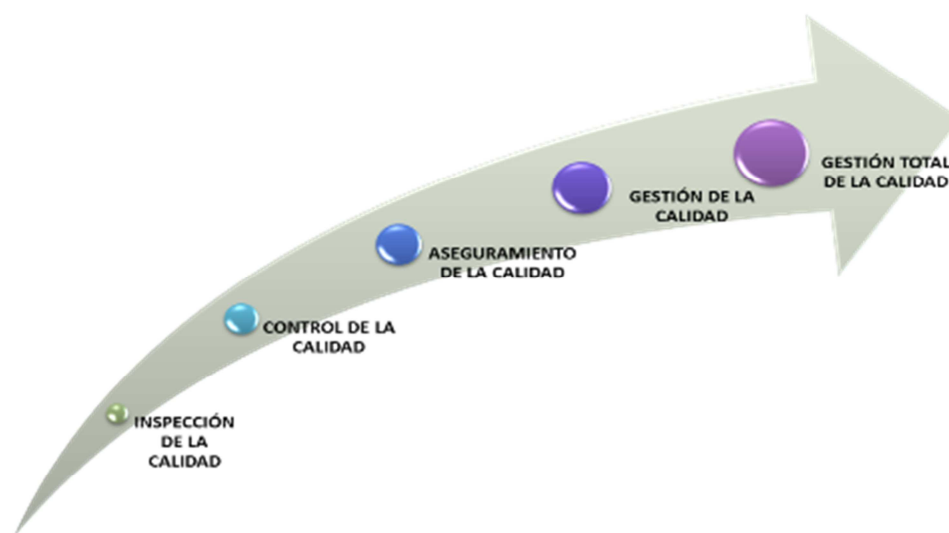 GESTIÓN TOTAL
DE LA CALIDAD
GESTIÓN DE LA
CALIDAD
ASEGURAMIENTO
DE LA CALIDAD
CONTROL DE LA
CALIDAD
INSPECCIÓN
DE LA
CALIDAD